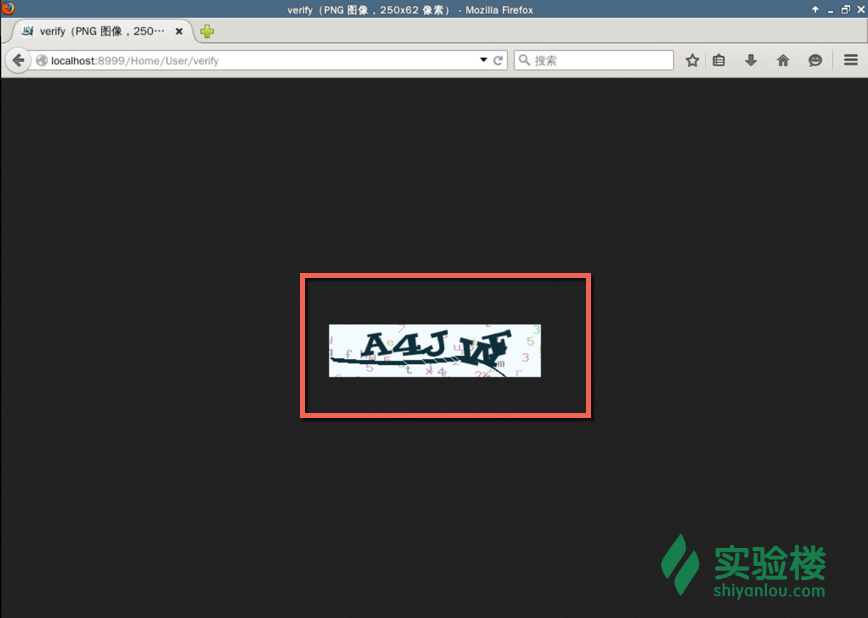 verify（PNG 图像，250x62 像素） - Mozilla Firefox
verify（PNG 图像，250···
localhost:8999/Home/User/verify
搜索
A4JWF
实验楼
shiyanlou.com